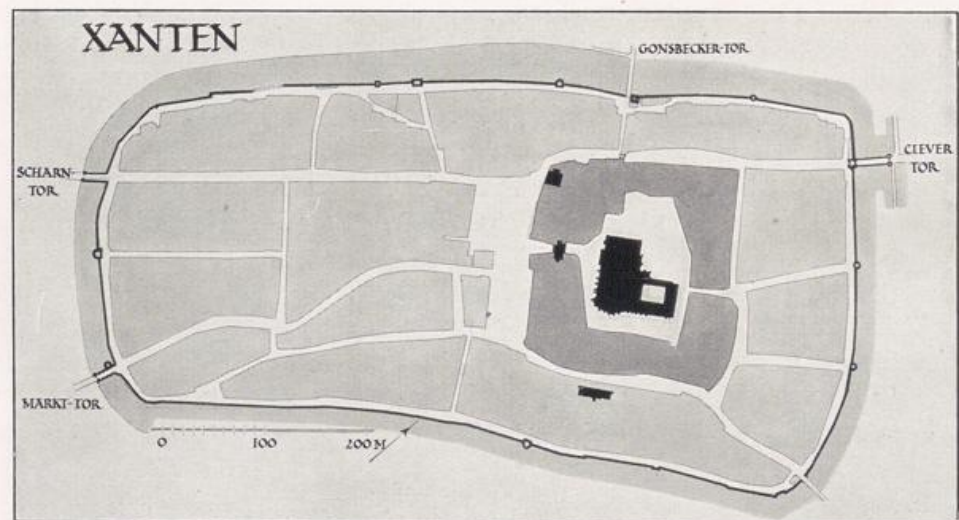 XANTEN
GONSBECKER-TOR
CLEVER
TOR
SCHARN-
TOR
MARKT-TOR
0 100 200 M